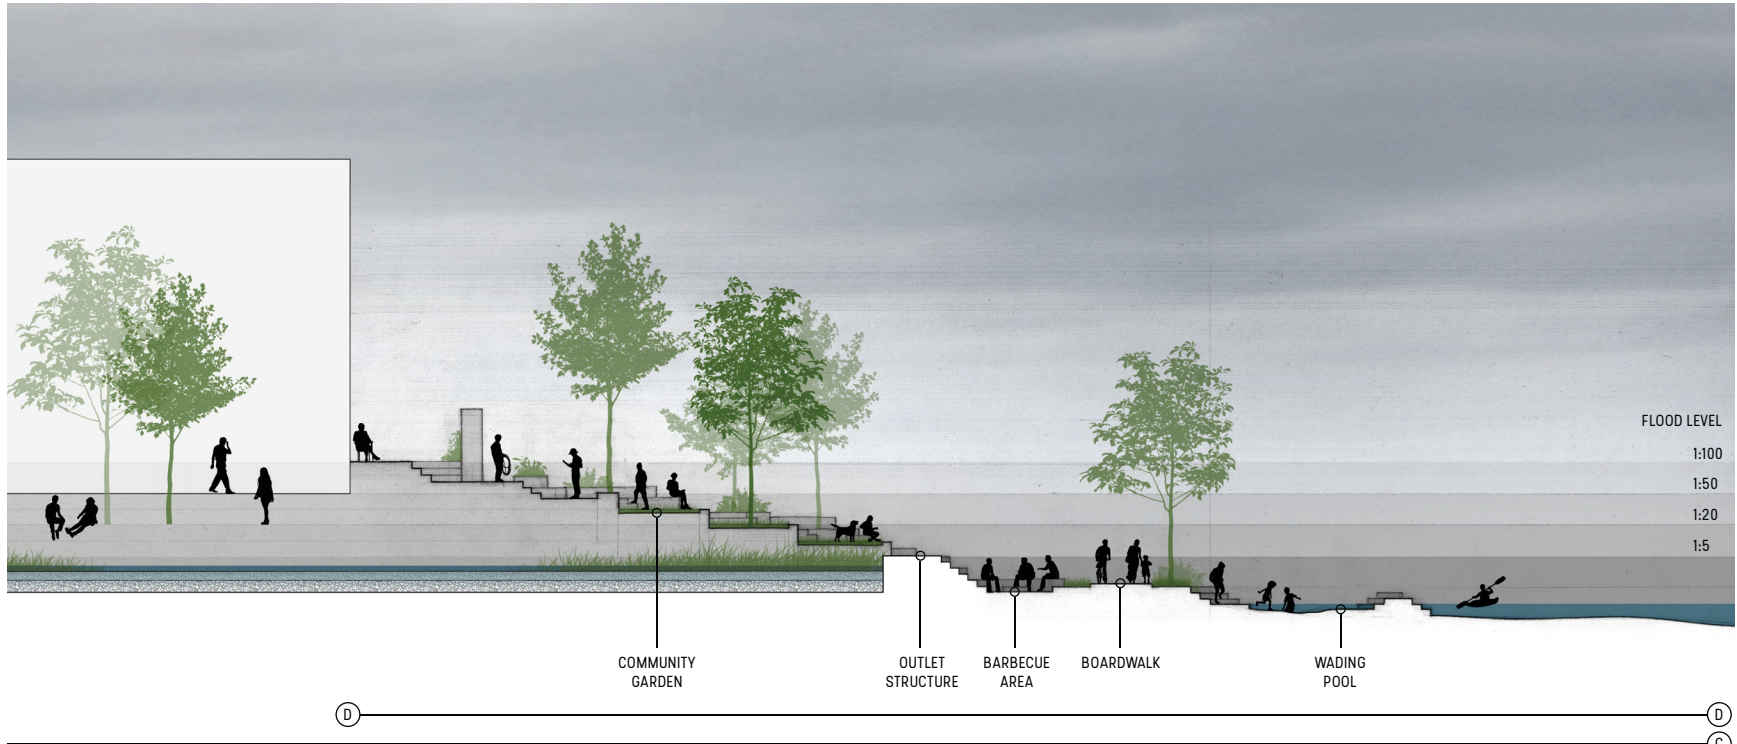 FLOOD LEVEL
1:100
1:50
1:20
1:5
COMMUNITY
GARDEN
OUTLET
STRUCTURE
BARBECUE
AREA
BOARDWALK
WADING
POOL
D
D